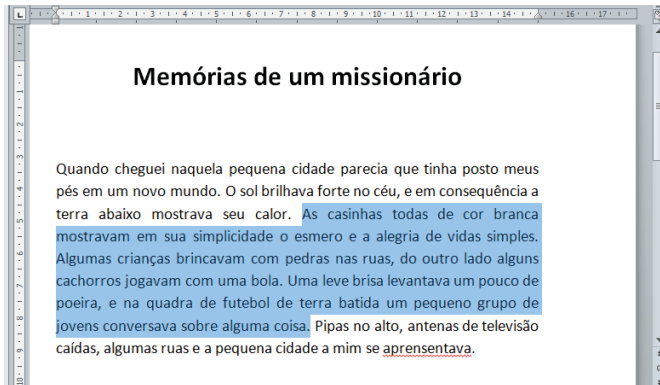 Memórias de um missionário
Quando cheguei naquela pequena cidade parecia que tinha posto meus
pés em um novo mundo. O sol brilhava forte no céu, e em consequência a
terra abaixo mostrava seu calor. As casinhas todas de cor branca
mostravam em sua simplicidade o esmero e a alegria de vidas simples.
Algumas crianças brincavam com pedras nas ruas, do outro lado alguns
cachorros jogavam com uma bola. Uma leve brisa levantava um pouco de
poeira, e na quadra de futebol de terra batida um pequeno grupo de
jovens conversava sobre alguma coisa. Pipas no alto, antenas de televisão
caídas, algumas ruas e a pequena cidade a mim se aprensentava.